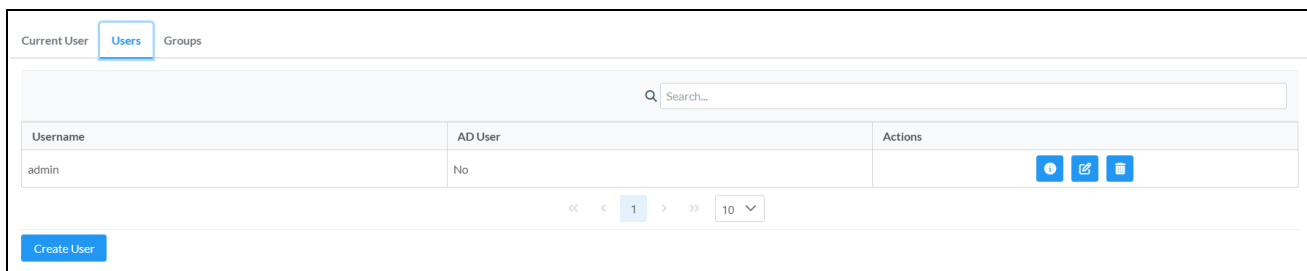 Current User Users Groups
Search...
Username AD User Actions
admin No
1 10
Create User